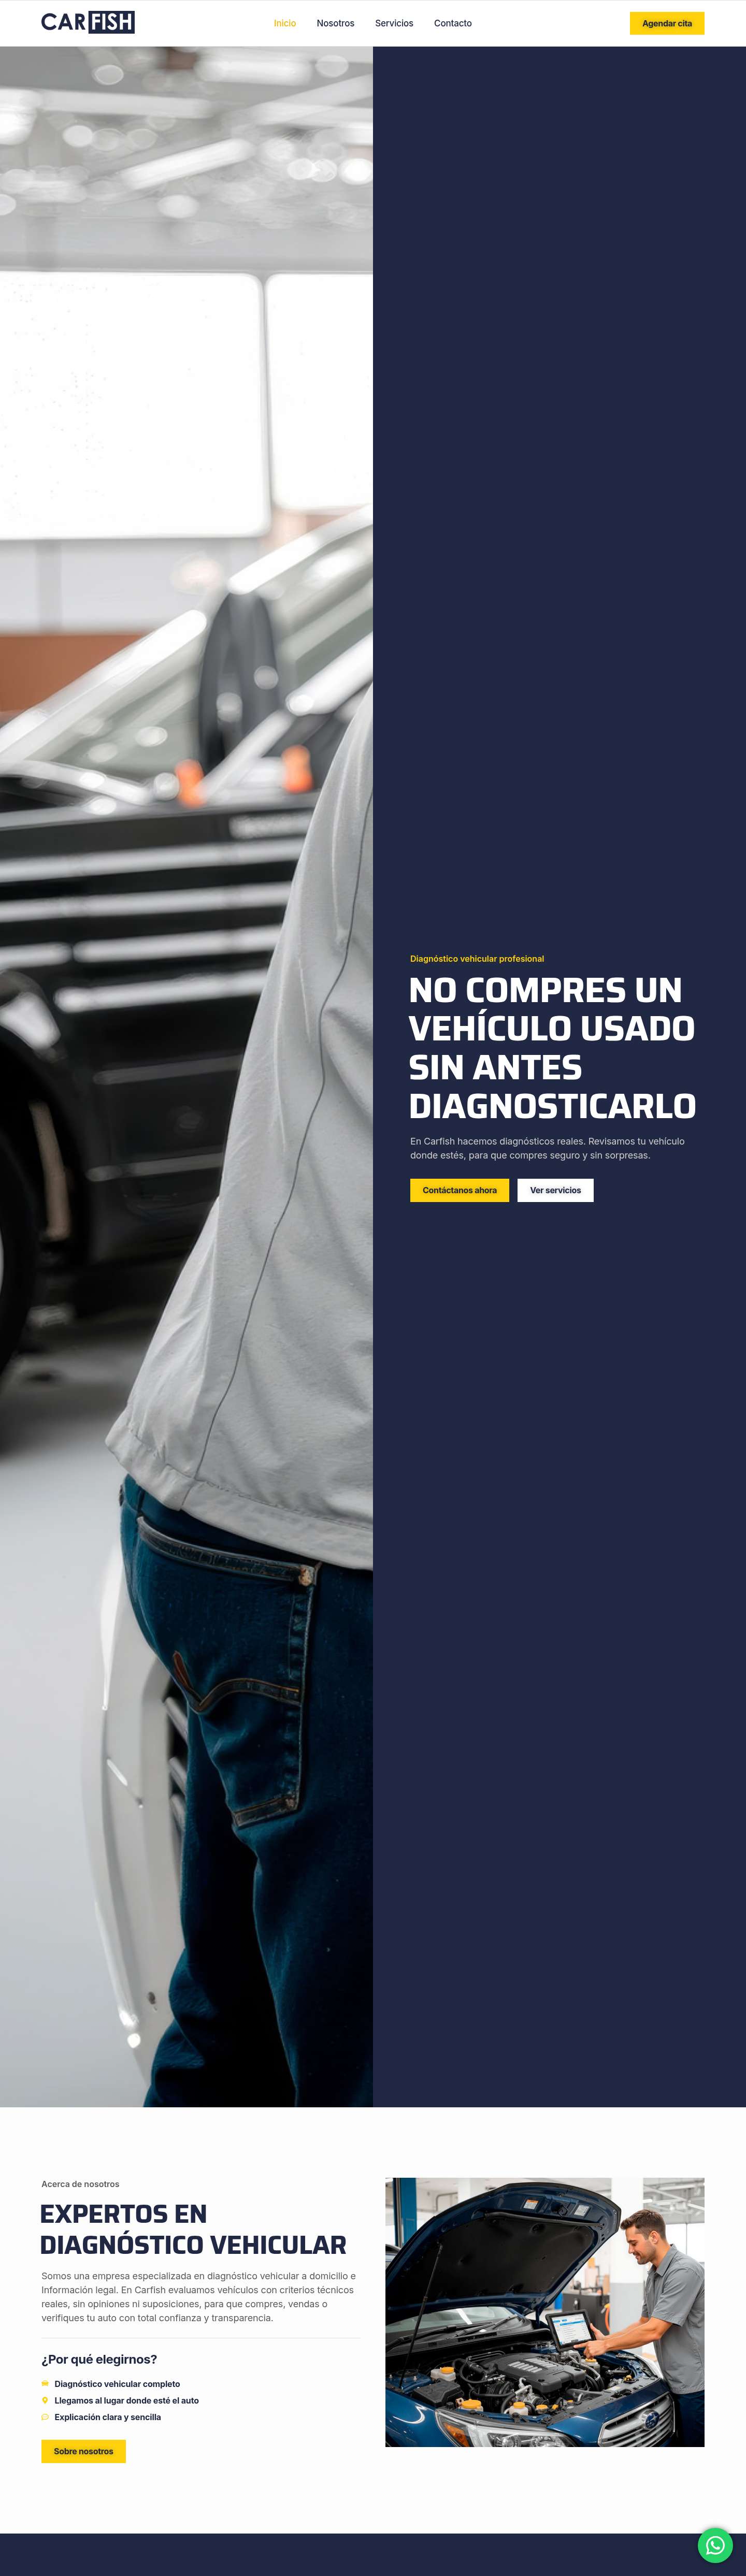 CARFISH
Inicio
Nosotros
Servicios
Contacto
Agendar cita
Diagnóstico vehicular profesional
NO COMPRES UN
VEHÍCULO USADO
SIN ANTES
DIAGNOSTICARLO
En Carfish hacemos diagnósticos reales. Revisamos tu vehículo
donde estés, para que compres seguro y sin sorpresas.
Contáctanos ahora
Ver servicios
Acerca de nosotros
EXPERTOS EN
DIAGNÓSTICO VEHICULAR
Somos una empresa especializada en diagnóstico vehicular a domicilio e
Información legal. En Carfish evaluamos vehículos con criterios técnicos
reales, sin opiniones ni suposiciones, para que compres, vendas o
verifiques tu auto con total confianza y transparencia.
¿Por qué elegirnos?
Diagnóstico vehicular completo
Llegamos al lugar donde esté el auto
Explicación clara y sencilla
Sobre nosotros